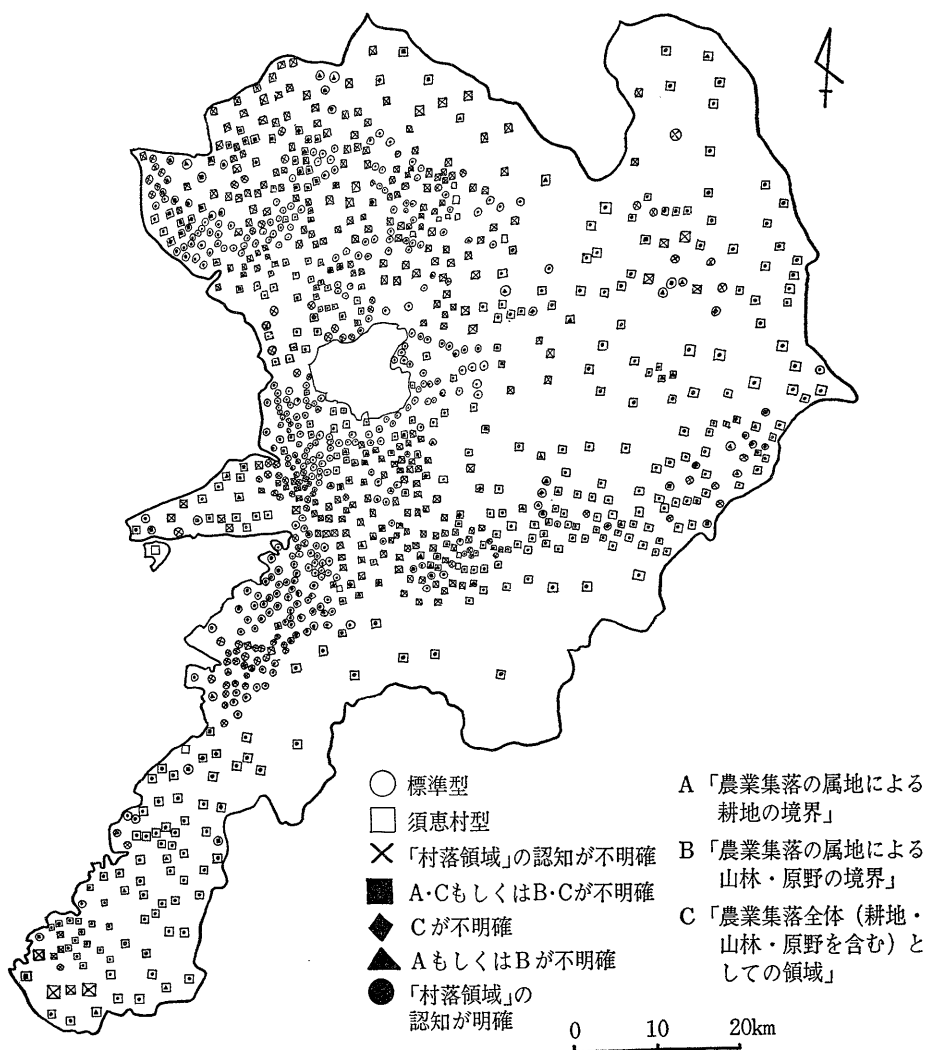 標準型
須恵村型
「村落領域」の認知が不明確
A·CもしくはB·Cが不明確
Cが不明確
AもしくはBが不明確
「村落領域」の
認知が明確
A「農業集落の属地による
耕地の境界」
B「農業集落の属地による
山林・原野の境界」
C「農業集落全体（耕地・
山林・原野を含む）と
しての領域」
0 10 20km